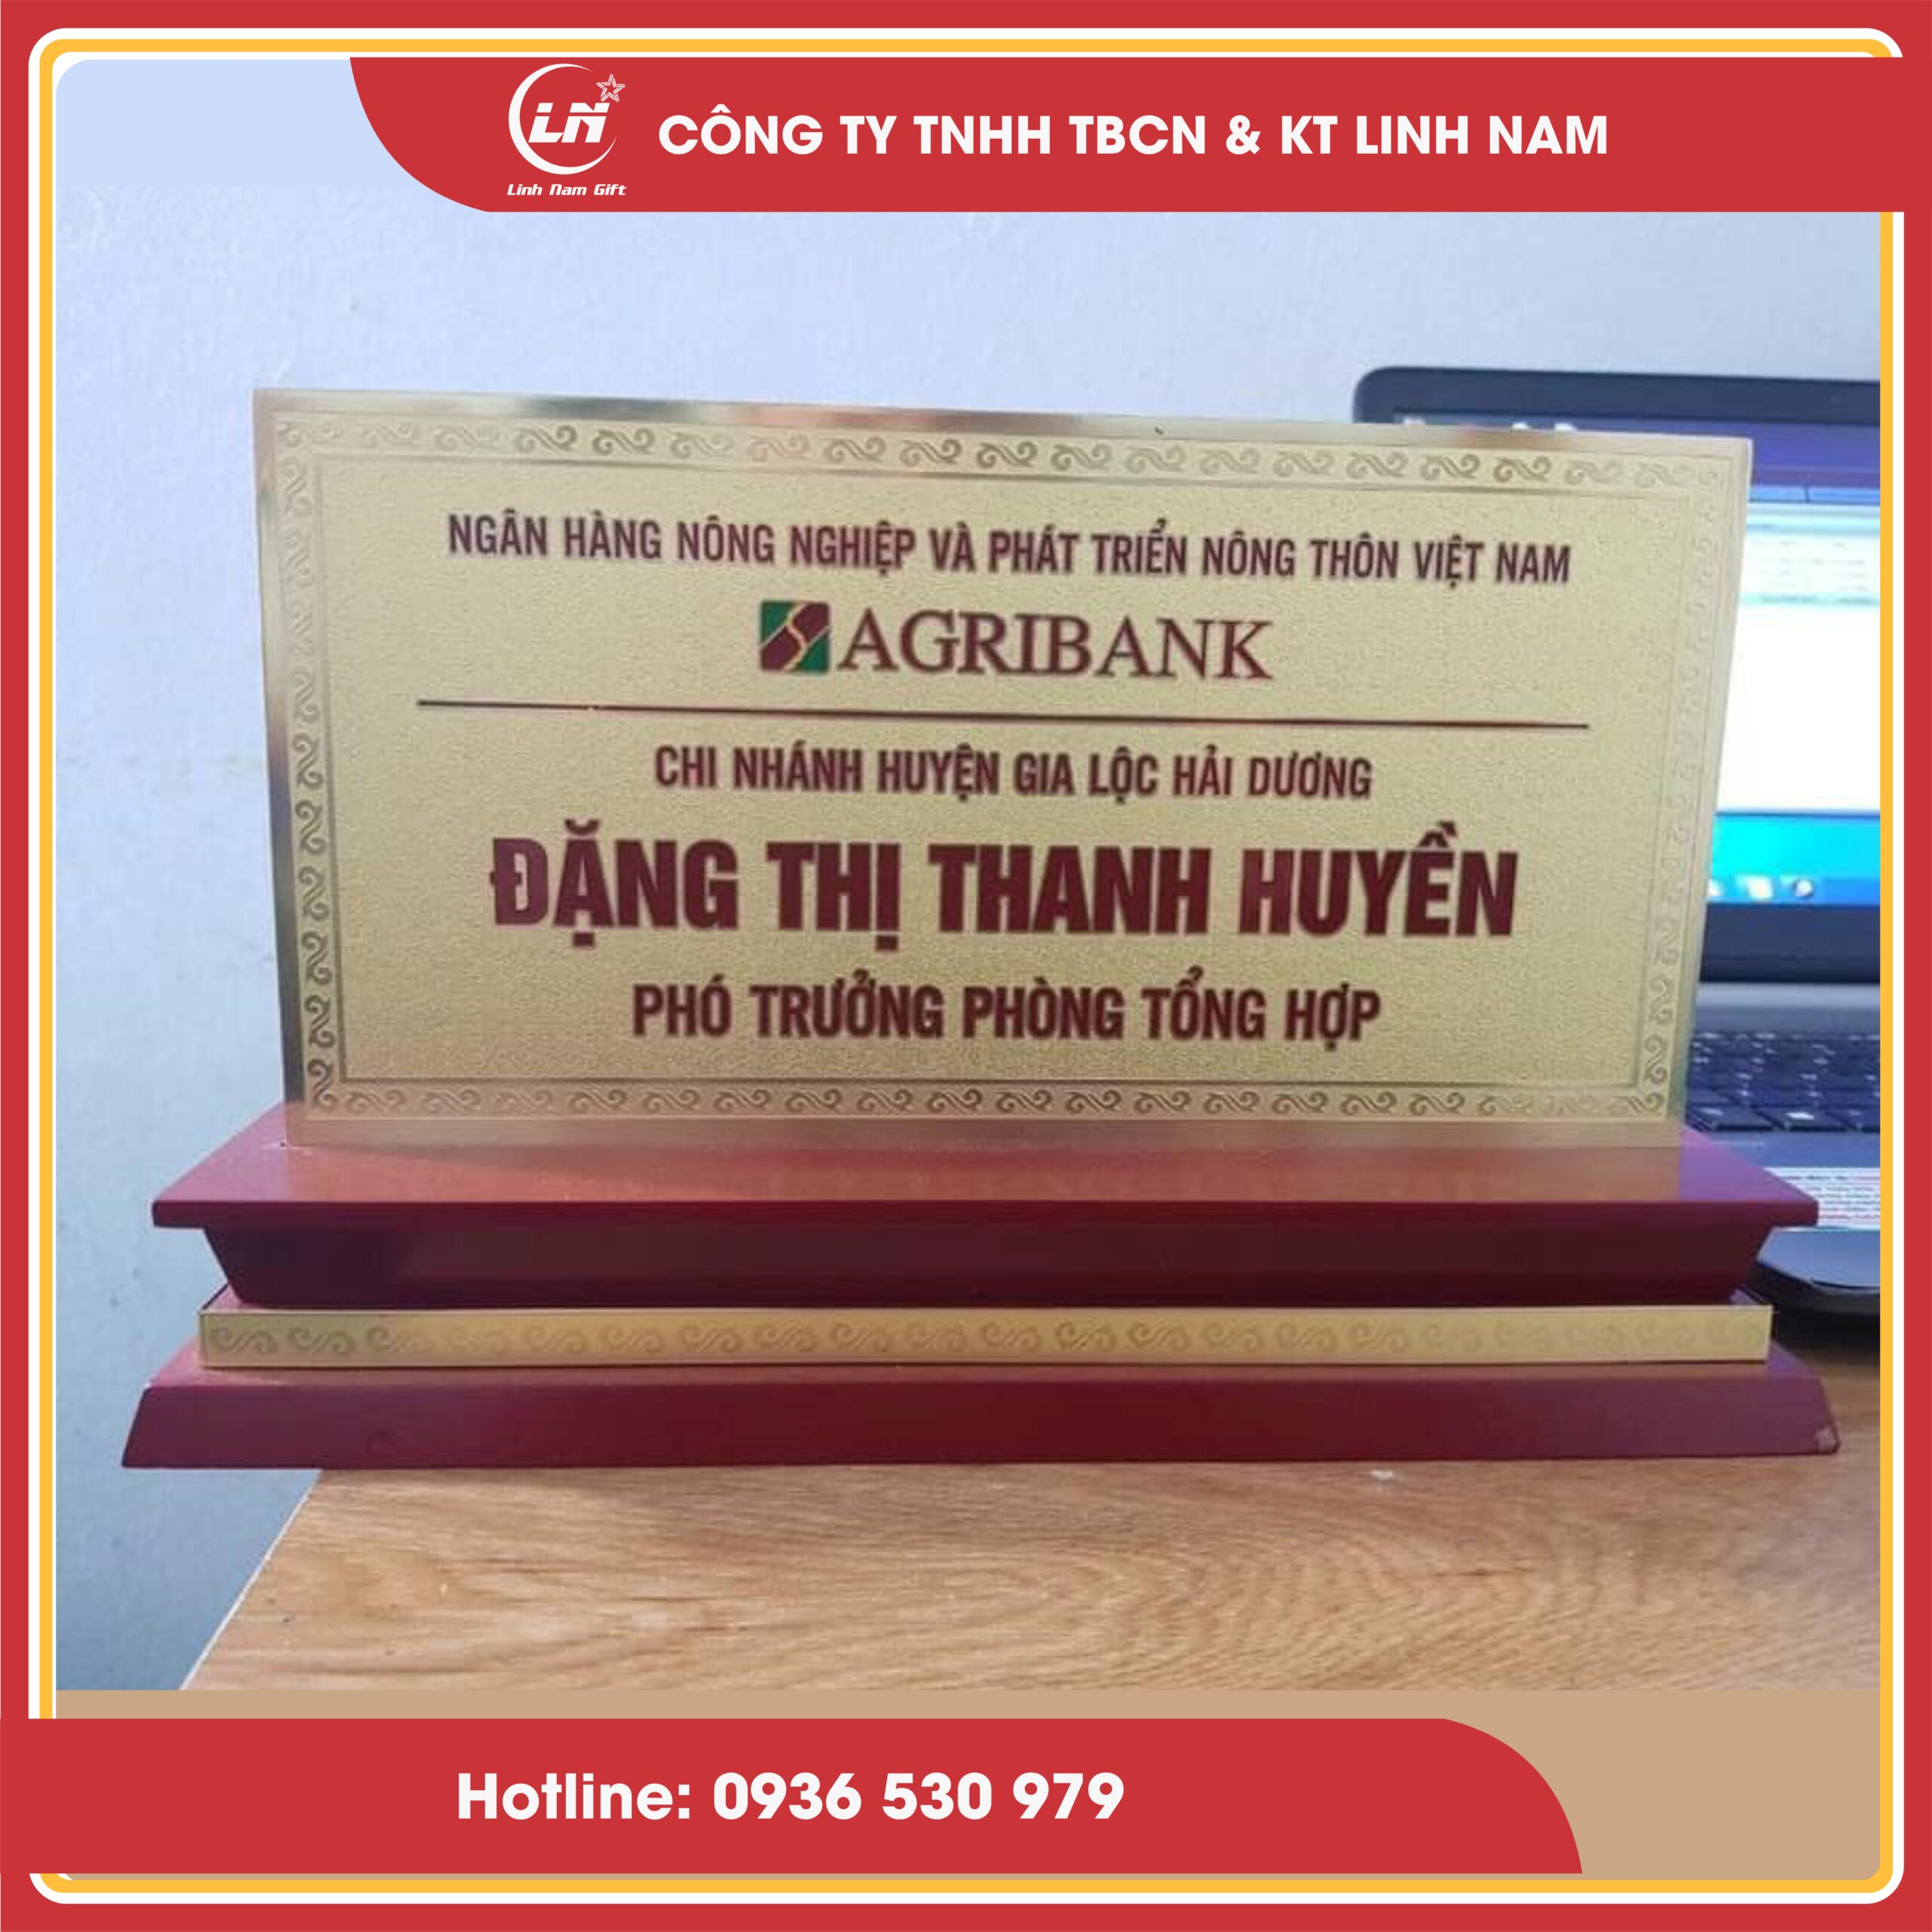 LN
Linh Nam Gift
CÔNG TY TNHH TBCN & KT LINH NAM
NGÂN HÀNG NÔNG NGHIỆP VÀ PHÁT TRIỂN NÔNG THÔN VIỆT NAM
AGRIBANK
CHI NHÁNH HUYỆN GIA LỘC HẢI DƯƠNG
ĐẶNG THỊ THANH HUYỀN
PHÓ TRƯỞNG PHÒNG TỔNG HỢP
Hotline: 0936 530 979